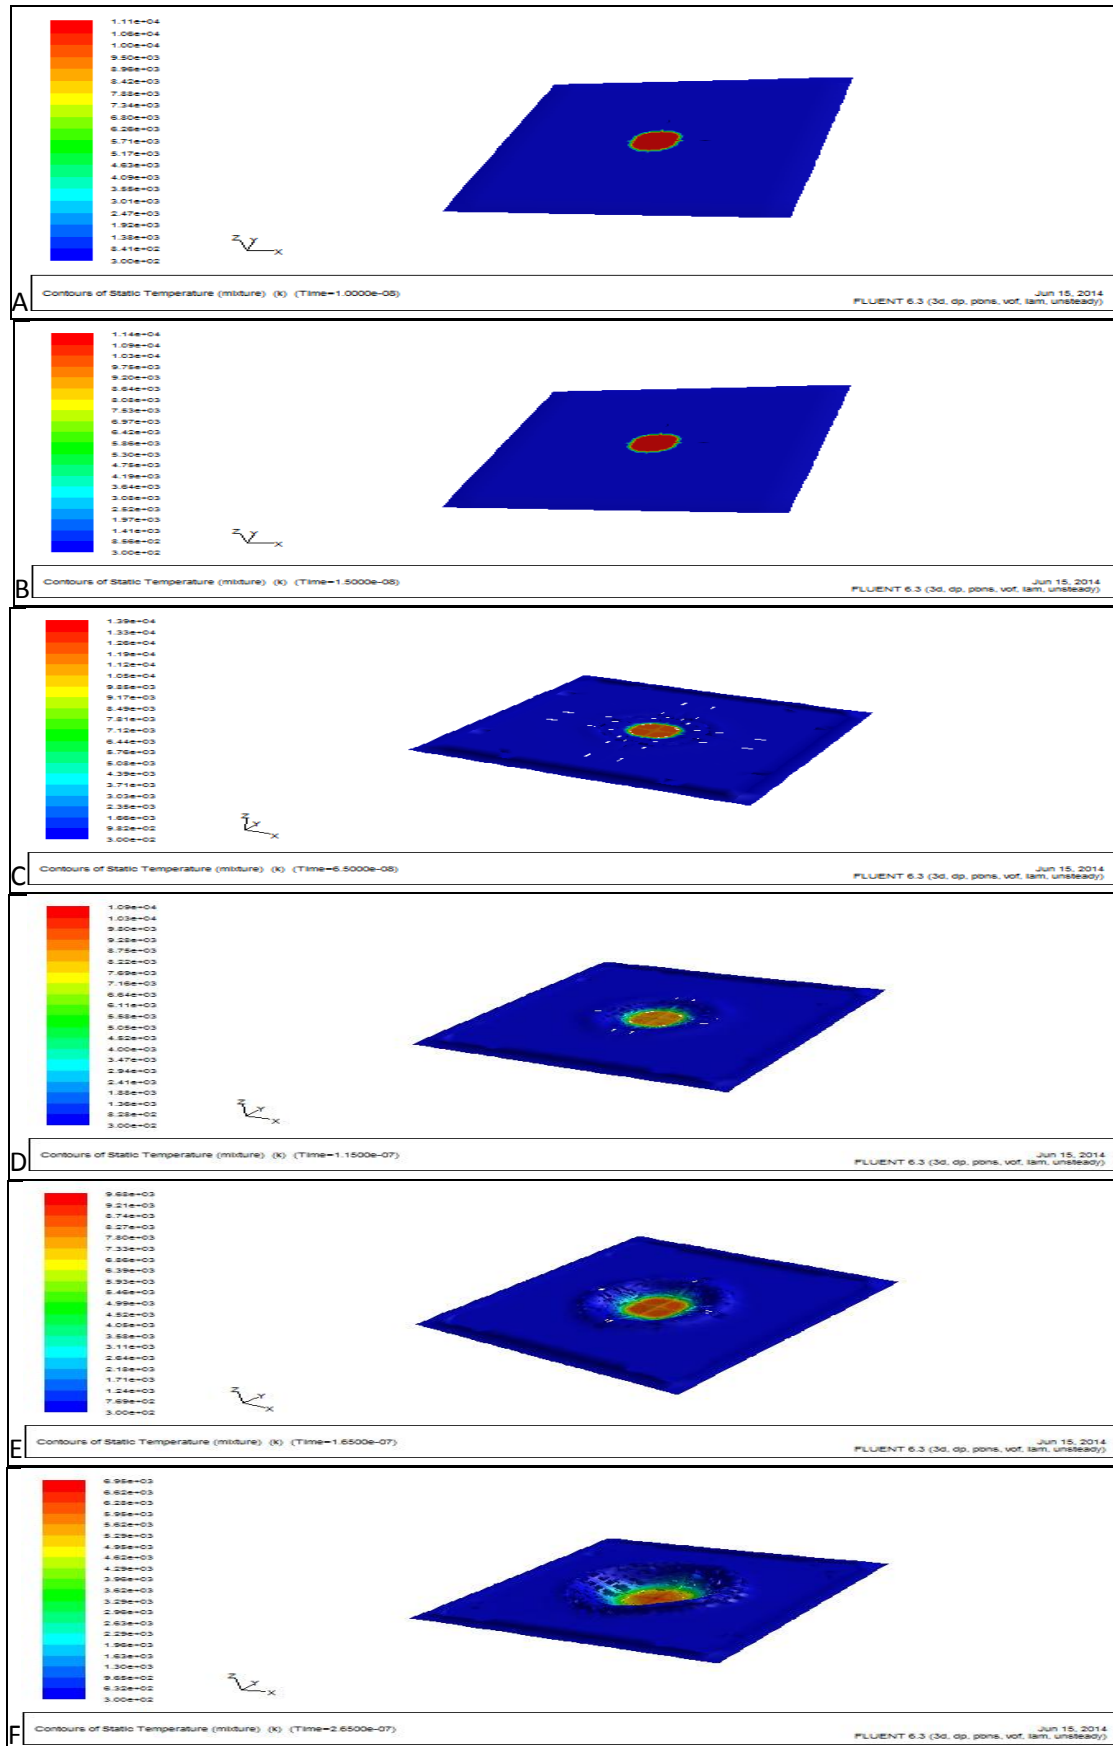 1.11e+04
1.06e+04
1.00e+04
9.50e+03
8.96e+03
8.42e+03
7.88e+03
7.34e+03
6.80e+03
6.26e+03
5.71e+03
5.17e+03
4.63e+03
4.09e+03
3.55e+03
3.01e+03
2.47e+03
1.92e+03
1.38e+03
8.41e+02
3.00e+02
Z Y X
A
Contours of Static Temperature (mixture) (k) (Time=1.0000e-08)
Jun 15, 2014
FLUENT 6.3 (3d, dp, pbns, vof, lam, unsteady)
1.14e+04
1.09e+04
1.03e+04
9.75e+03
9.20e+03
8.64e+03
8.08e+03
7.53e+03
6.97e+03
6.42e+03
5.86e+03
5.30e+03
4.75e+03
4.19e+03
3.64e+03
3.08e+03
2.52e+03
1.97e+03
1.41e+03
8.56e+02
3.00e+02
Z Y X
B
Contours of Static Temperature (mixture) (k) (Time=1.5000e-08)
Jun 15, 2014
FLUENT 6.3 (3d, dp, pbns, vof, lam, unsteady)
1.39e+04
1.33e+04
1.26e+04
1.19e+04
1.12e+04
1.05e+04
9.85e+03
9.17e+03
8.49e+03
7.81e+03
7.12e+03
6.44e+03
5.76e+03
5.08e+03
4.39e+03
3.71e+03
3.03e+03
2.35e+03
1.66e+03
9.82e+02
3.00e+02
Z Y X
C
Contours of Static Temperature (mixture) (k) (Time=6.5000e-08)
Jun 15, 2014
FLUENT 6.3 (3d, dp, pbns, vof, lam, unsteady)
1.09e+04
1.03e+04
9.80e+03
9.28e+03
8.75e+03
8.22e+03
7.69e+03
7.16e+03
6.64e+03
6.11e+03
5.58e+03
5.05e+03
4.52e+03
4.00e+03
3.47e+03
2.94e+03
2.41e+03
1.88e+03
1.36e+03
8.28e+02
3.00e+02
Z Y X
D
Contours of Static Temperature (mixture) (k) (Time=1.1500e-07)
Jun 15, 2014
FLUENT 6.3 (3d, dp, pbns, vof, lam, unsteady)
9.68e+03
9.21e+03
8.74e+03
8.27e+03
7.80e+03
7.33e+03
6.86e+03
6.39e+03
5.93e+03
5.46e+03
4.99e+03
4.52e+03
4.05e+03
3.58e+03
3.11e+03
2.64e+03
2.18e+03
1.71e+03
1.24e+03
7.69e+02
3.00e+02
Z Y X
E
Contours of Static Temperature (mixture) (k) (Time=1.6500e-07)
Jun 15, 2014
FLUENT 6.3 (3d, dp, pbns, vof, lam, unsteady)
6.95e+03
6.62e+03
6.28e+03
5.95e+03
5.62e+03
5.29e+03
4.95e+03
4.62e+03
4.29e+03
3.96e+03
3.62e+03
3.29e+03
2.96e+03
2.63e+03
2.29e+03
1.96e+03
1.63e+03
1.30e+03
9.65e+02
6.32e+02
3.00e+02
Z Y X
F
Contours of Static Temperature (mixture) (k) (Time=2.6500e-07)
Jun 15, 2014
FLUENT 6.3 (3d, dp, pbns, vof, lam, unsteady)